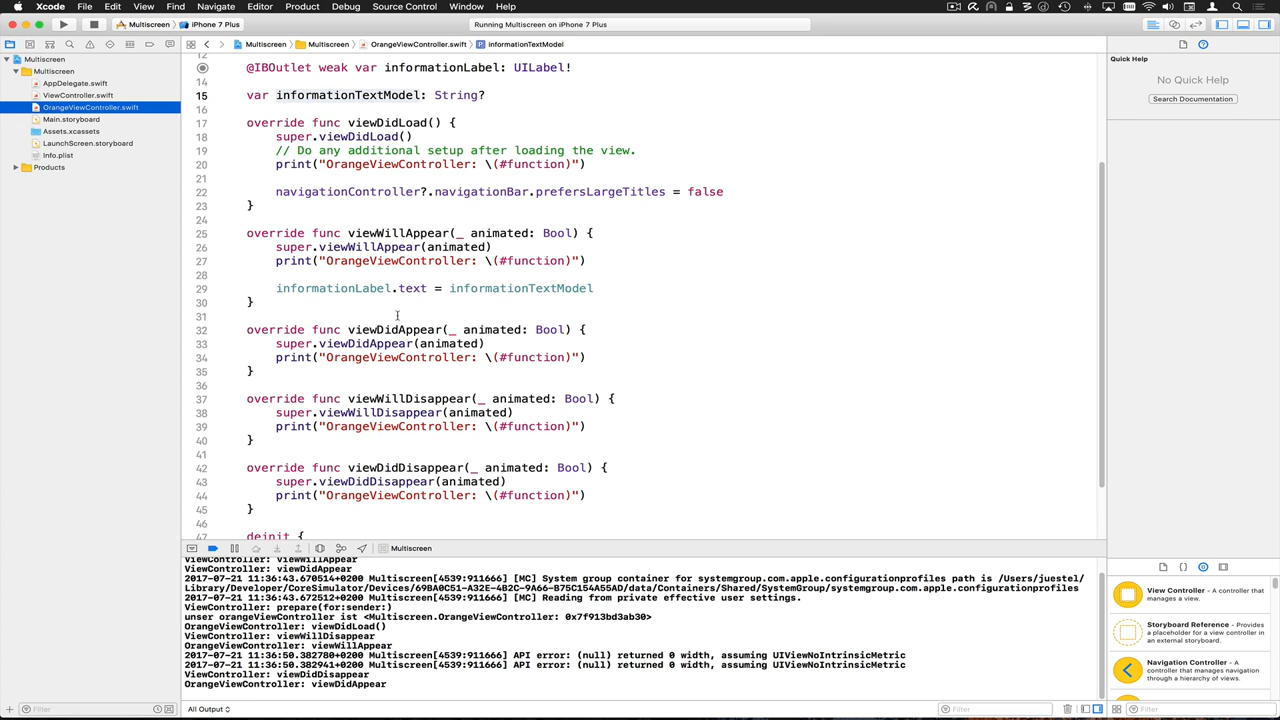 Xcode File Edit View Find Navigate Editor Product Debug Source Control Window Help
Multiscreen iPhone 7 Plus Running Multiscreen on iPhone 7 Plus
Multiscreen Multiscreen OrangeViewController.swift informationTextModel
Multiscreen
Multiscreen
AppDelegate.swift
ViewController.swift
OrangeViewController.swift
Main.storyboard
Assets.xcassets
LaunchScreen.storyboard
Info.plist
Products
12
@IBOutlet weak var informationLabel: UILabel!
14
15 var informationTextModel: String?
16
17 override func viewDidLoad() {
18 super.viewDidLoad()
19 // Do any additional setup after loading the view.
20 print("OrangeViewController: \(#function)")
21
22 navigationController?.navigationBar.prefersLargeTitles = false
23 }
24
25 override func viewWillAppear(_ animated: Bool) {
26 super.viewWillAppear(animated)
27 print("OrangeViewController: \(#function)")
28
29 informationLabel.text = informationTextModel
30 }
31
32 override func viewDidAppear(_ animated: Bool) {
33 super.viewDidAppear(animated)
34 print("OrangeViewController: \(#function)")
35 }
36
37 override func viewWillDisappear(_ animated: Bool) {
38 super.viewWillDisappear(animated)
39 print("OrangeViewController: \(#function)")
40 }
41
42 override func viewDidDisappear(_ animated: Bool) {
43 super.viewDidDisappear(animated)
44 print("OrangeViewController: \(#function)")
45 }
46
47 deinit {
Multiscreen
ViewController: viewWillAppear
ViewController: viewDidAppear
2017-07-21 11:36:43.670514+0200 Multiscreen[4539:911666] [MC] System group container for systemgroup.com.apple.configurationprofiles path is /Users/juestel/
Library/Developer/CoreSimulator/Devices/698A0C51-A32E-4B2C-9A66-B75C154A55AD/data/Containers/Shared/SystemGroup/systemgroup.com.apple.configurationprofiles
2017-07-21 11:36:43.672512+0200 Multiscreen[4539:911666] [MC] Reading from private effective user settings.
ViewController: prepare(for:sender:)
unser orangeViewController ist <Multiscreen.OrangeViewController: 0x7f913bd3ab30>
OrangeViewController: viewDidLoad()
ViewController: viewWillDisappear
OrangeViewController: viewWillAppear
2017-07-21 11:36:50.382780+0200 Multiscreen[4539:911666] API error: (null) returned 0 width, assuming UIViewNoIntrinsicMetric
2017-07-21 11:36:50.382941+0200 Multiscreen[4539:911666] API error: (null) returned 0 width, assuming UIViewNoIntrinsicMetric
ViewController: viewDidDisappear
OrangeViewController: viewDidAppear
Filter
All Output
Filter
Quick Help
No Quick Help
Search Documentation
View Controller - A controller that
manages a view.
Storyboard Reference - Provides
a placeholder for a view controller in
an external storyboard.
Navigation Controller - A
controller that manages navigation
through a hierarchy of views.
Filter